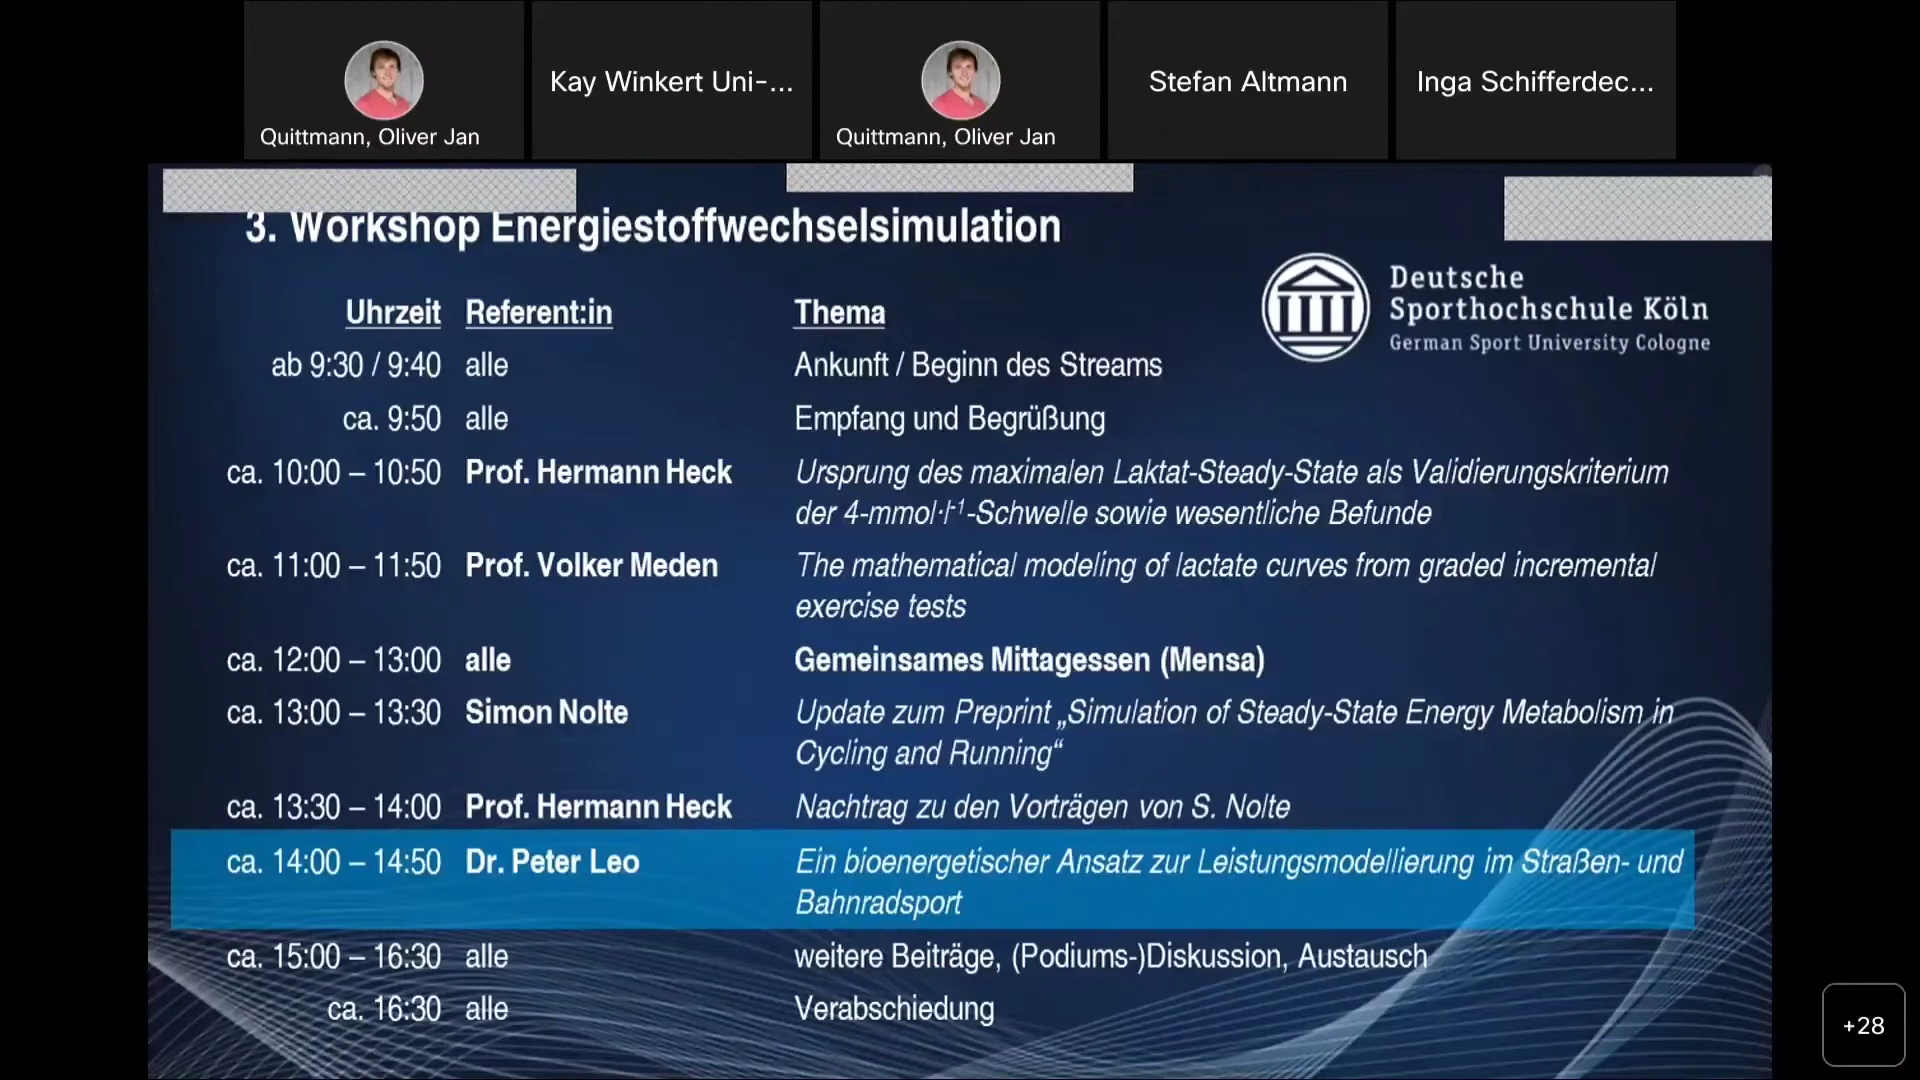 Quittmann, Oliver Jan
Kay Winkert Uni-...
Quittmann, Oliver Jan
Stefan Altmann
Inga Schifferdec...
3. Workshop Energiestoffwechselsimulation
Deutsche
Sporthochschule Köln
German Sport University Cologne
Uhrzeit Referent:in Thema
ab 9:30 / 9:40 alle Ankunft / Beginn des Streams
ca. 9:50 alle Empfang und Begrüßung
ca. 10:00 – 10:50 Prof. Hermann Heck Ursprung des maximalen Laktat-Steady-State als Validierungskriterium
der 4-mmol·l⁻¹-Schwelle sowie wesentliche Befunde
ca. 11:00 – 11:50 Prof. Volker Meden The mathematical modeling of lactate curves from graded incremental
exercise tests
ca. 12:00 – 13:00 alle Gemeinsames Mittagessen (Mensa)
ca. 13:00 – 13:30 Simon Nolte Update zum Preprint „Simulation of Steady-State Energy Metabolism in
Cycling and Running“
ca. 13:30 – 14:00 Prof. Hermann Heck Nachtrag zu den Vorträgen von S. Nolte
ca. 14:00 – 14:50 Dr. Peter Leo Ein bioenergetischer Ansatz zur Leistungsmodellierung im Straßen- und
Bahnradsport
ca. 15:00 – 16:30 alle weitere Beiträge, (Podiums-)Diskussion, Austausch
ca. 16:30 alle Verabschiedung
+28